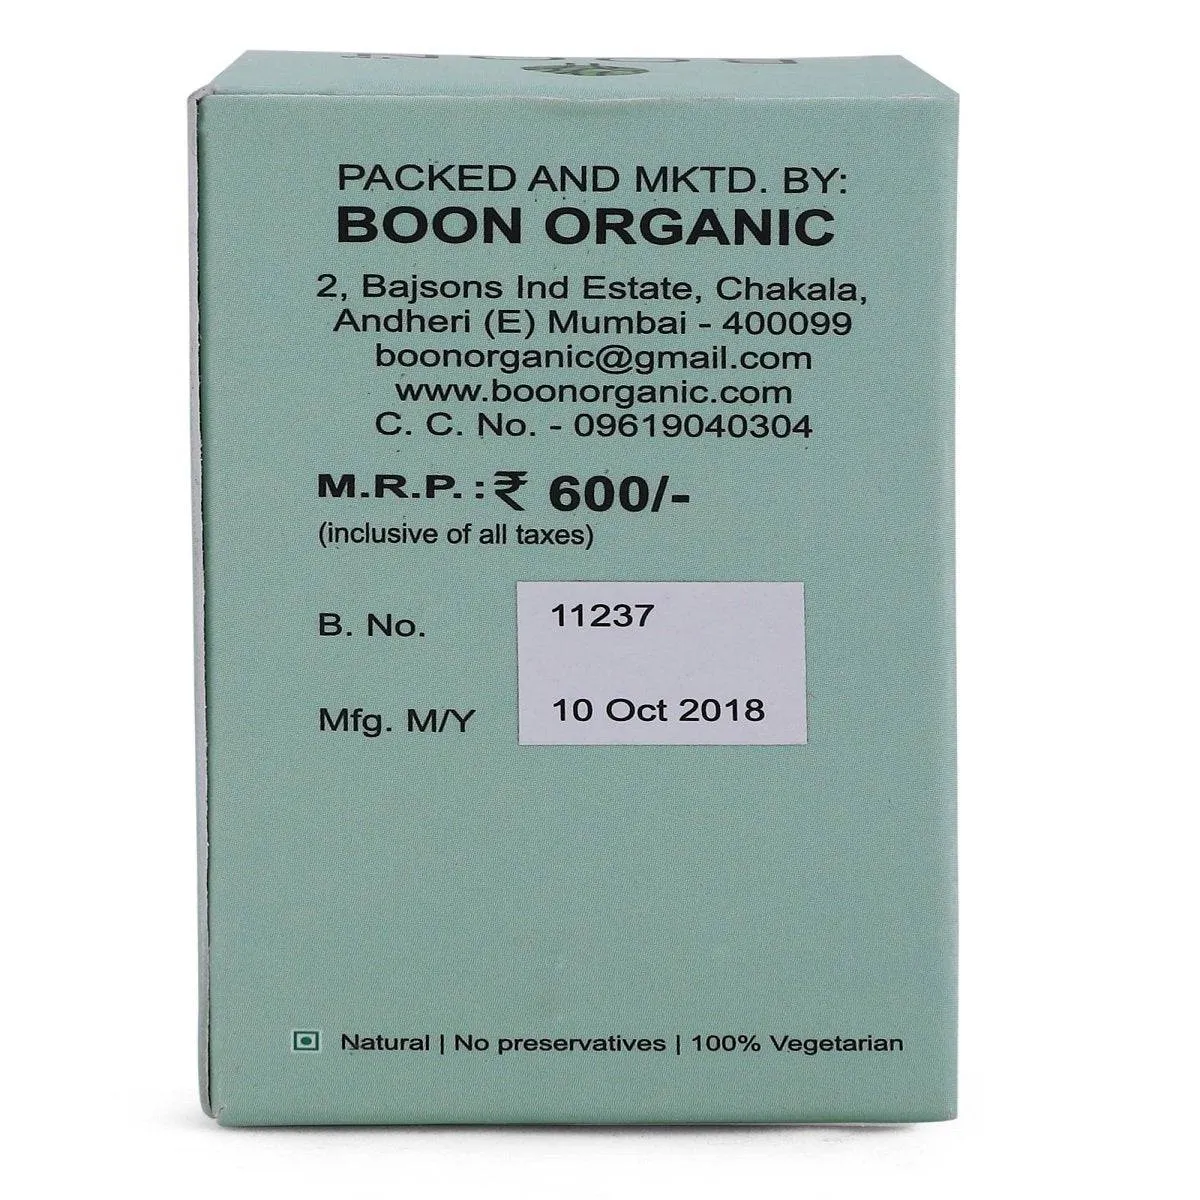 PACKED AND MKTD. BY:
BOON ORGANIC
2, Bajsons Ind Estate, Chakala,
Andheri (E) Mumbai - 400099
boonorganic@gmail.com
www.boonorganic.com
C. C. No. - 09619040304
M.R.P. : ₹ 600/-
(inclusive of all taxes)
B. No. 11237
Mfg. M/Y 10 Oct 2018
Natural | No preservatives | 100% Vegetarian